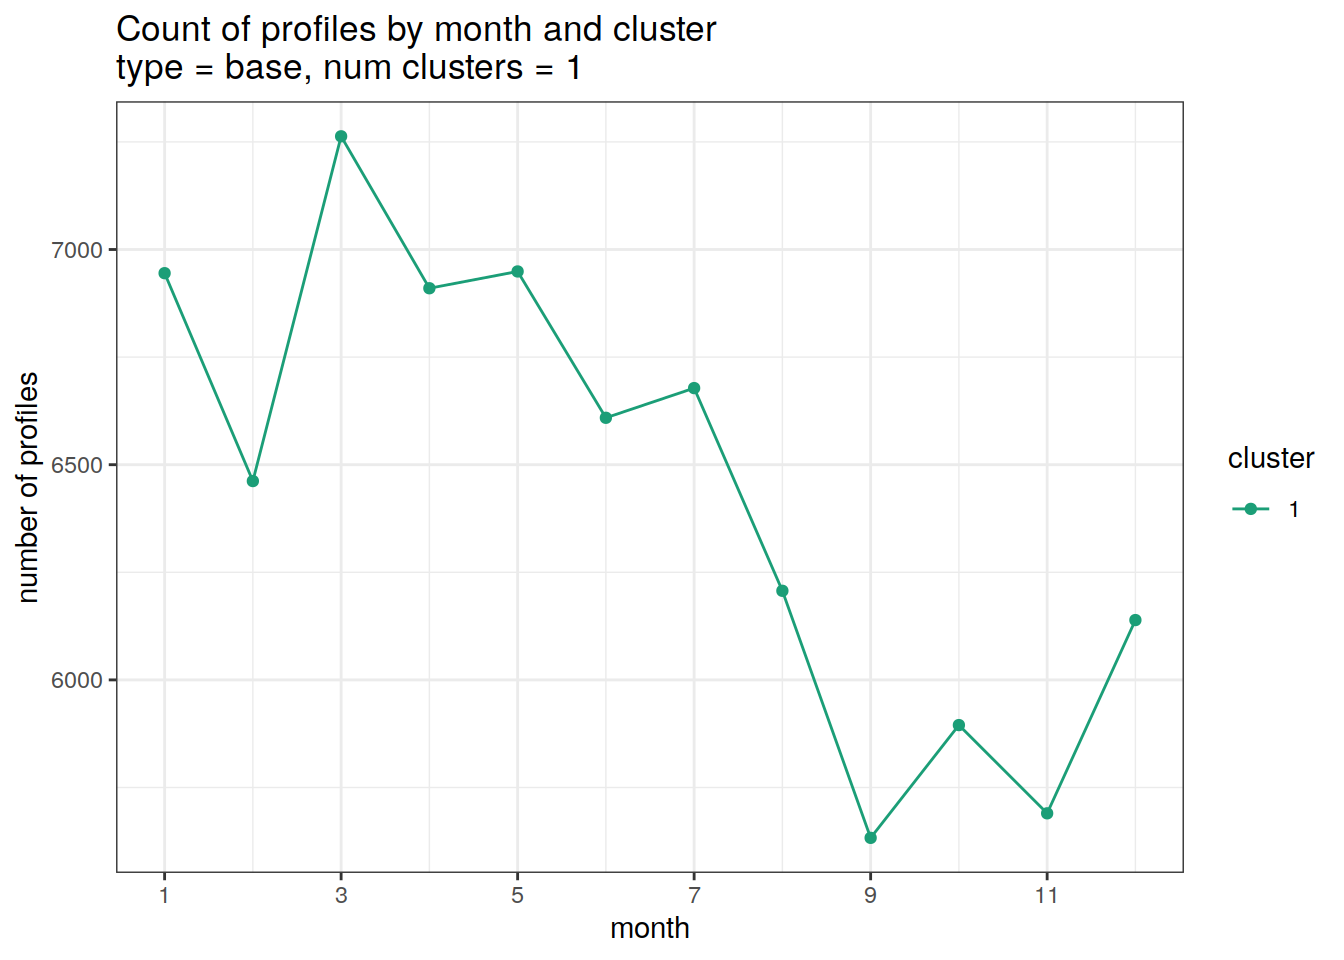 Count of profiles by month and cluster
type = base, num clusters = 1
number of profiles
7000
6500
6000
1 3 5 7 9 11
month
cluster
1